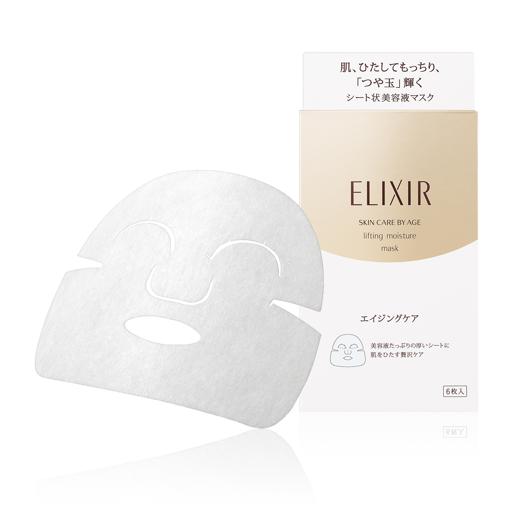 肌、ひたしてもっちり、
「つや玉」輝く
シート状美容液マスク
ELIXIR
SKIN CARE BY AGE
lifting moisture
mask
エイジングケア
美容液たっぷりの厚いシートに
肌をひたす贅沢ケア
6枚入